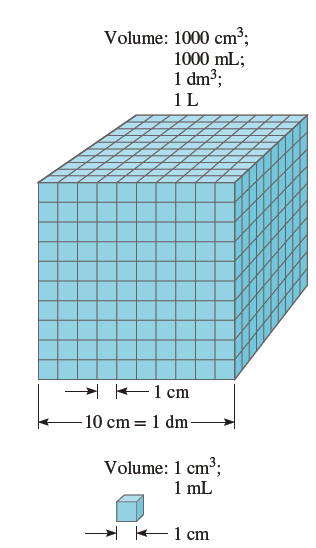 Volume: 1000 cm³;
1000 mL;
1 dm³;
1 L
1 cm
10 cm = 1 dm
Volume: 1 cm³;
1 mL
1 cm